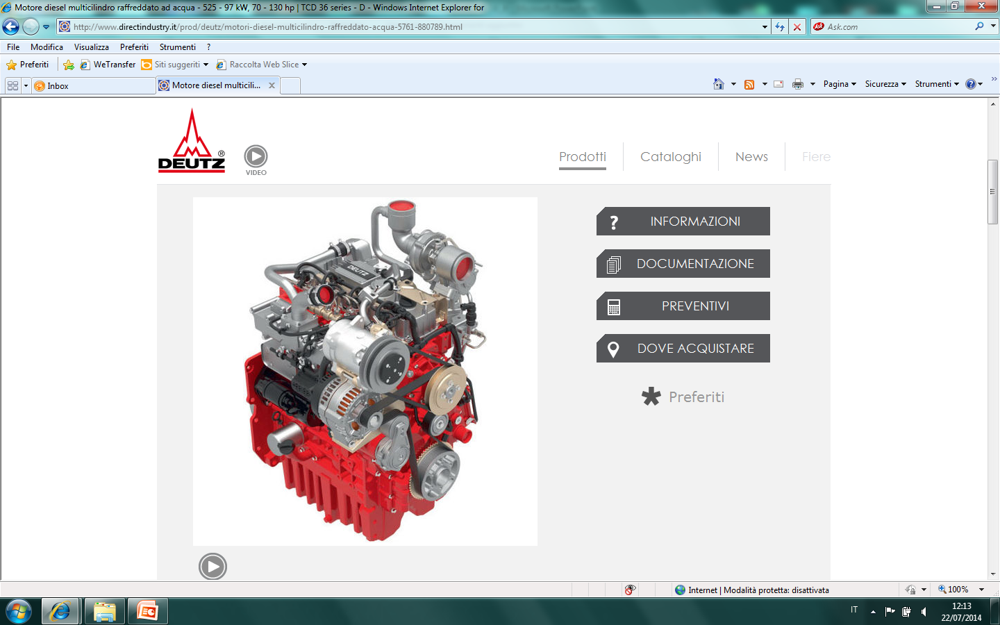 Motore diesel multicilindro raffreddato ad acqua - 525 - 97 kW, 70 - 130 hp | TCD 36 series - D - Windows Internet Explorer for
http://www.directindustry.it/prod/deutz/motori-diesel-multicilindro-raffreddato-acqua-5761-880789.html
Ask Ask.com
File Modifica Visualizza Preferiti Strumenti ?
Preferiti WeTransfer Siti suggeriti Raccolta Web Slice
Inbox Motore diesel multicili... Pagina Sicurezza Strumenti
DEUTZ®
VIDEO
Prodotti Cataloghi News Fiere
DEUTZ
? INFORMAZIONI
DOCUMENTAZIONE
PREVENTIVI
DOVE ACQUISTARE
Preferiti
Internet | Modalità protetta: disattivata 100%
IT 12:13
22/07/2014